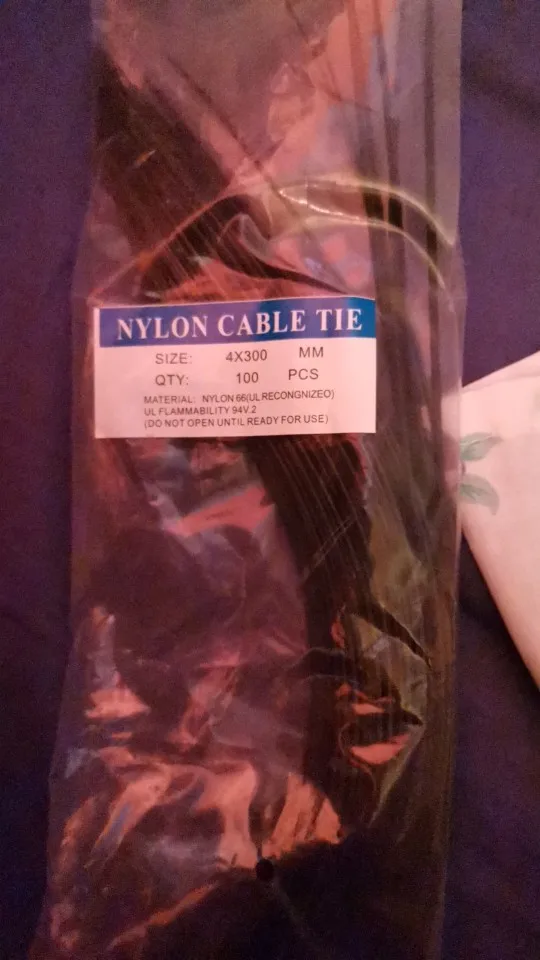 NYLON CABLE TIE
SIZE: 4X300 MM
QTY: 100 PCS
MATERIAL: NYLON 66(UL RECONGNIZEO)
UL FLAMMABILITY 94V.2
(DO NOT OPEN UNTIL READY FOR USE)